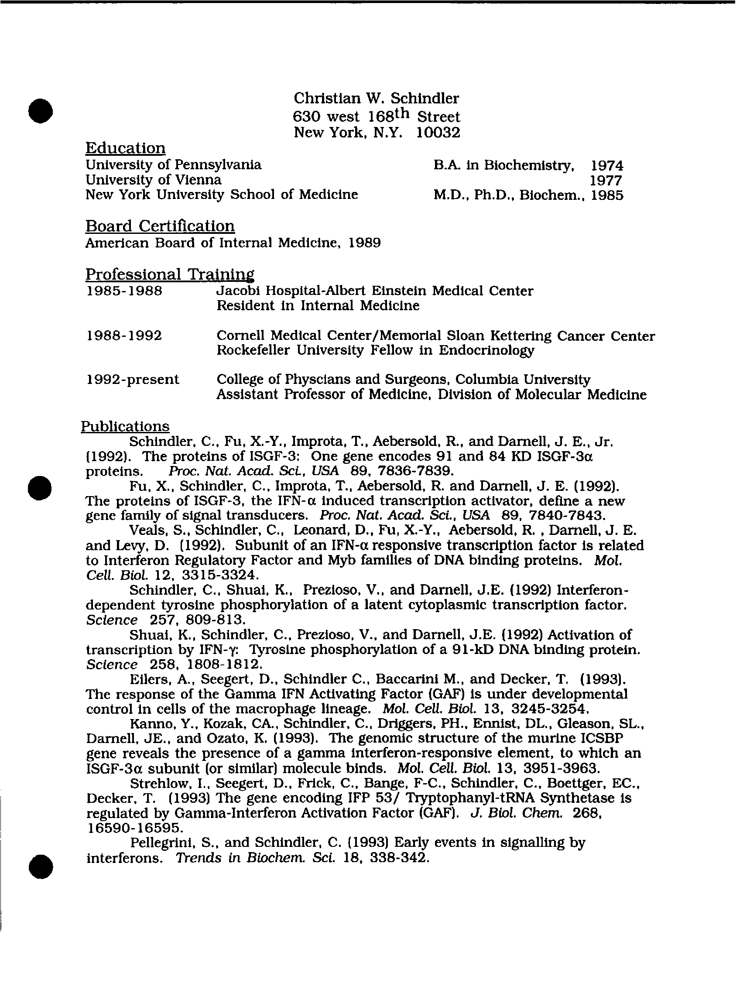 Christian W. Schindler
630 west 168th Street
New York, N.Y. 10032
Education
University of Pennsylvania B.A. in Biochemistry, 1974
University of Vienna 1977
New York University School of Medicine M.D., Ph.D., Biochem., 1985
Board Certification
American Board of Internal Medicine, 1989
Professional Training
1985-1988 Jacobi Hospital-Albert Einstein Medical Center
Resident in Internal Medicine
1988-1992 Cornell Medical Center/Memorial Sloan Kettering Cancer Center
Rockefeller University Fellow in Endocrinology
1992-present College of Physcians and Surgeons, Columbia University
Assistant Professor of Medicine, Division of Molecular Medicine
Publications
Schindler, C., Fu, X.-Y., Improta, T., Aebersold, R., and Darnell, J. E., Jr.
(1992). The proteins of ISGF-3: One gene encodes 91 and 84 KD ISGF-3α
proteins. Proc. Nat. Acad. Sci., USA 89, 7836-7839.
Fu, X., Schindler, C., Improta, T., Aebersold, R. and Darnell, J. E. (1992).
The proteins of ISGF-3, the IFN-α induced transcription activator, define a new
gene family of signal transducers. Proc. Nat. Acad. Sci., USA 89, 7840-7843.
Veals, S., Schindler, C., Leonard, D., Fu, X.-Y., Aebersold, R. , Darnell, J. E.
and Levy, D. (1992). Subunit of an IFN-α responsive transcription factor is related
to Interferon Regulatory Factor and Myb families of DNA binding proteins. Mol.
Cell. Biol. 12, 3315-3324.
Schindler, C., Shuai, K., Prezioso, V., and Darnell, J.E. (1992) Interferon-
dependent tyrosine phosphorylation of a latent cytoplasmic transcription factor.
Science 257, 809-813.
Shuai, K., Schindler, C., Prezioso, V., and Darnell, J.E. (1992) Activation of
transcription by IFN-γ: Tyrosine phosphorylation of a 91-kD DNA binding protein.
Science 258, 1808-1812.
Eilers, A., Seegert, D., Schindler C., Baccarini M., and Decker, T. (1993).
The response of the Gamma IFN Activating Factor (GAF) is under developmental
control in cells of the macrophage lineage. Mol. Cell. Biol. 13, 3245-3254.
Kanno, Y., Kozak, CA., Schindler, C., Driggers, PH., Ennist, DL., Gleason, SL.,
Darnell, JE., and Ozato, K. (1993). The genomic structure of the murine ICSBP
gene reveals the presence of a gamma interferon-responsive element, to which an
ISGF-3α subunit (or similar) molecule binds. Mol. Cell. Biol. 13, 3951-3963.
Strehlow, I., Seegert, D., Frick, C., Bange, F-C., Schindler, C., Boettger, EC.,
Decker, T. (1993) The gene encoding IFP 53/ Tryptophanyl-tRNA Synthetase is
regulated by Gamma-Interferon Activation Factor (GAF). J. Biol. Chem. 268,
16590-16595.
Pellegrini, S., and Schindler, C. (1993) Early events in signalling by
interferons. Trends in Biochem. Sci. 18, 338-342.